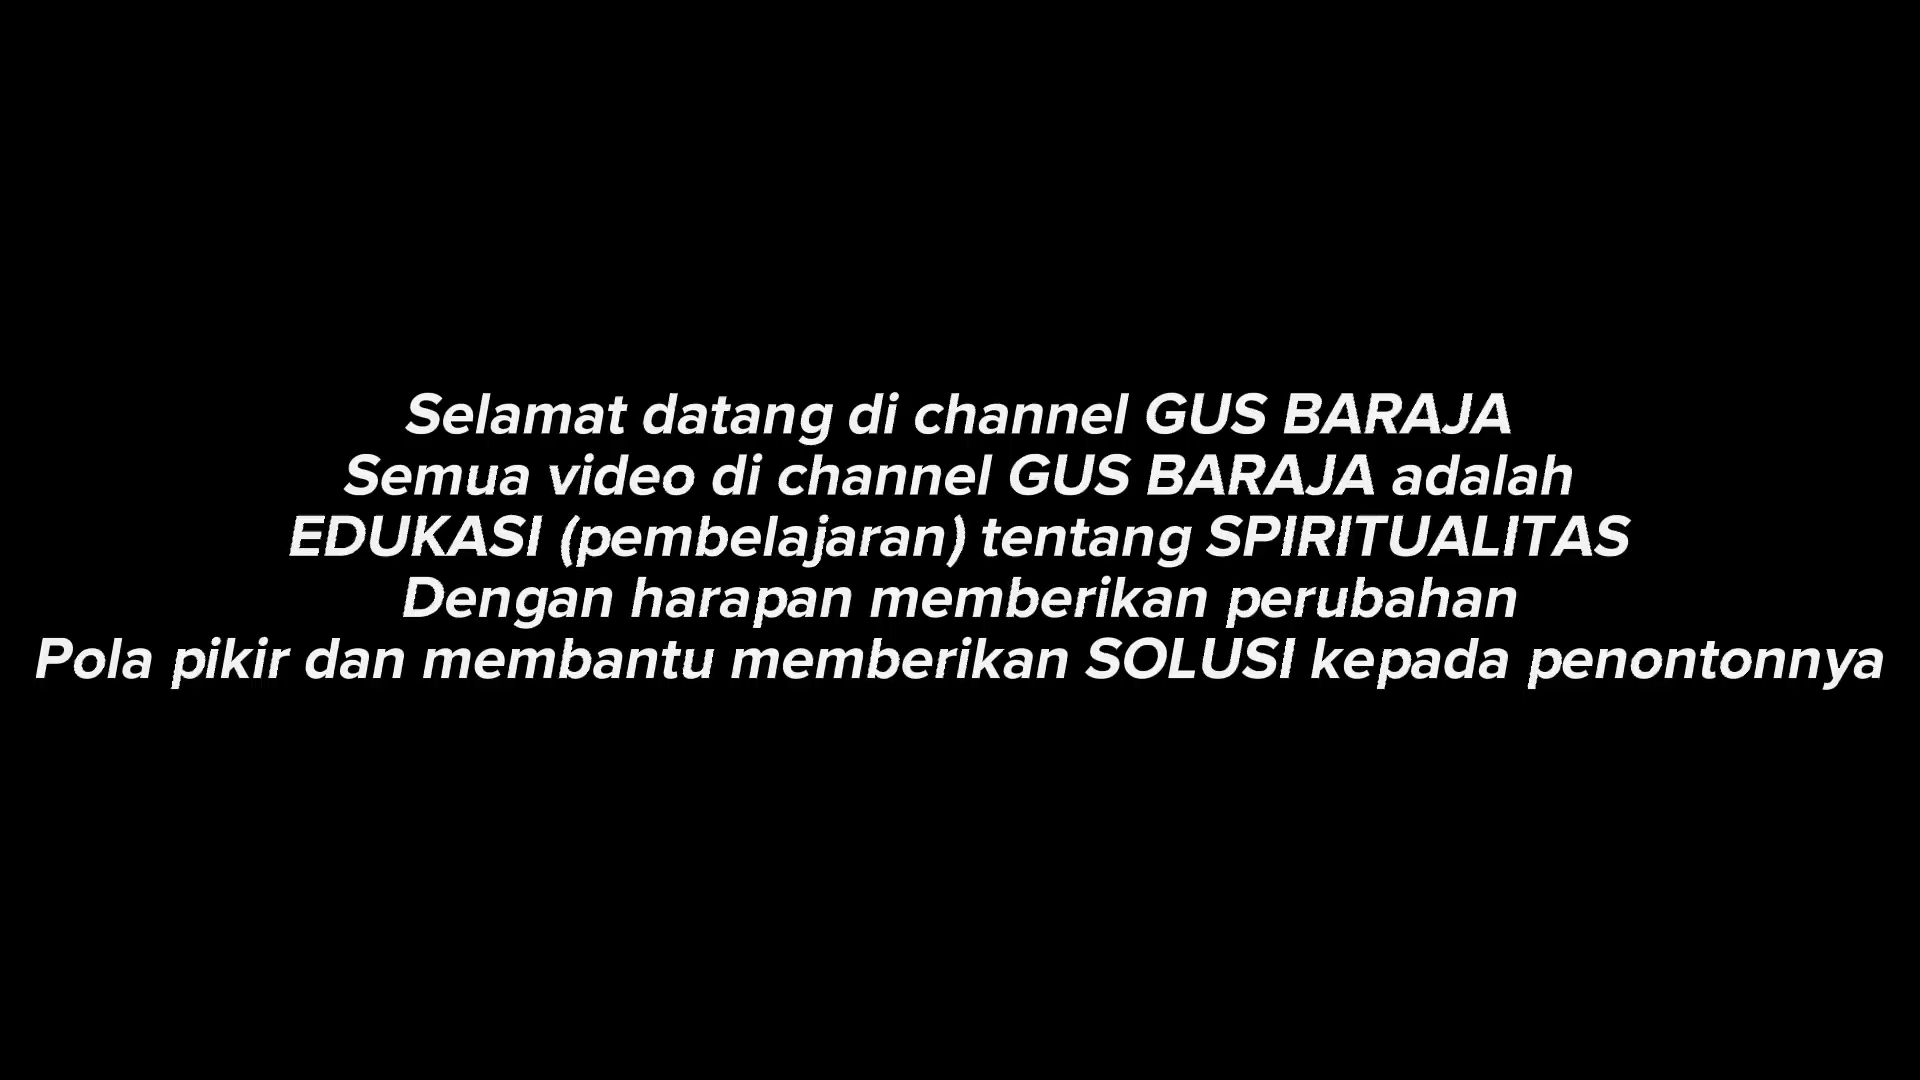 Selamat datang di channel GUS BARAJA
Semua video di channel GUS BARAJA adalah
EDUKASI (pembelajaran) tentang SPIRITUALITAS
Dengan harapan memberikan perubahan
Pola pikir dan membantu memberikan SOLUSI kepada penontonnya